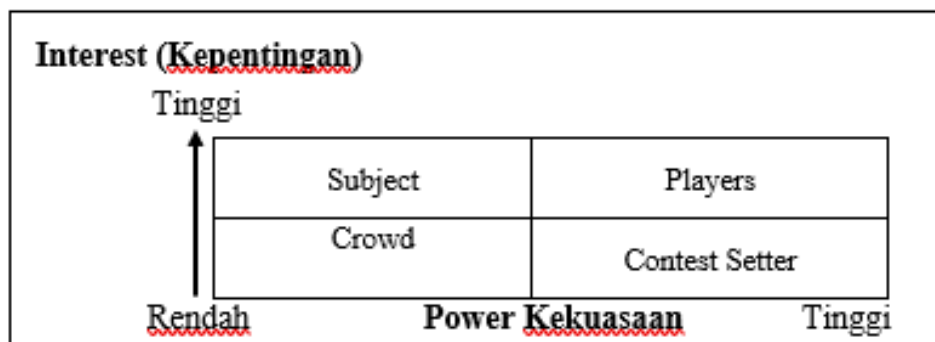 Interest (Kepentingan)
Tinggi
Subject Players
Crowd Contest Setter
Rendah Power Kekuasaan Tinggi